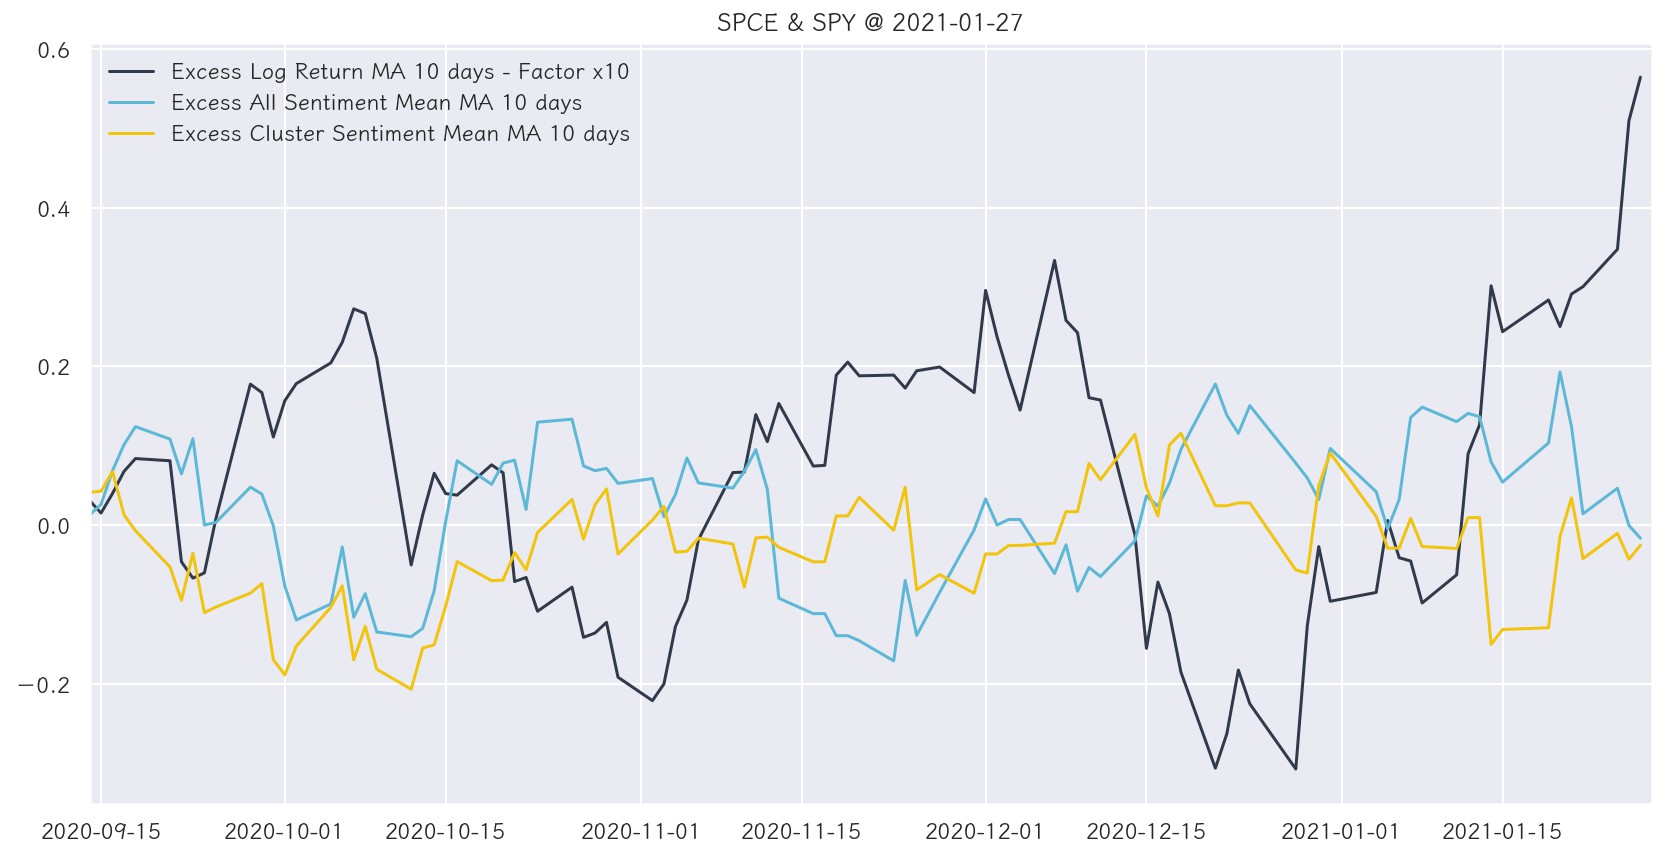 SPCE & SPY @ 2021-01-27
Excess Log Return MA 10 days - Factor x10
Excess All Sentiment Mean MA 10 days
Excess Cluster Sentiment Mean MA 10 days
0.6
0.4
0.2
0.0
−0.2
2020-09-15 2020-10-01 2020-10-15 2020-11-01 2020-11-15 2020-12-01 2020-12-15 2021-01-01 2021-01-15